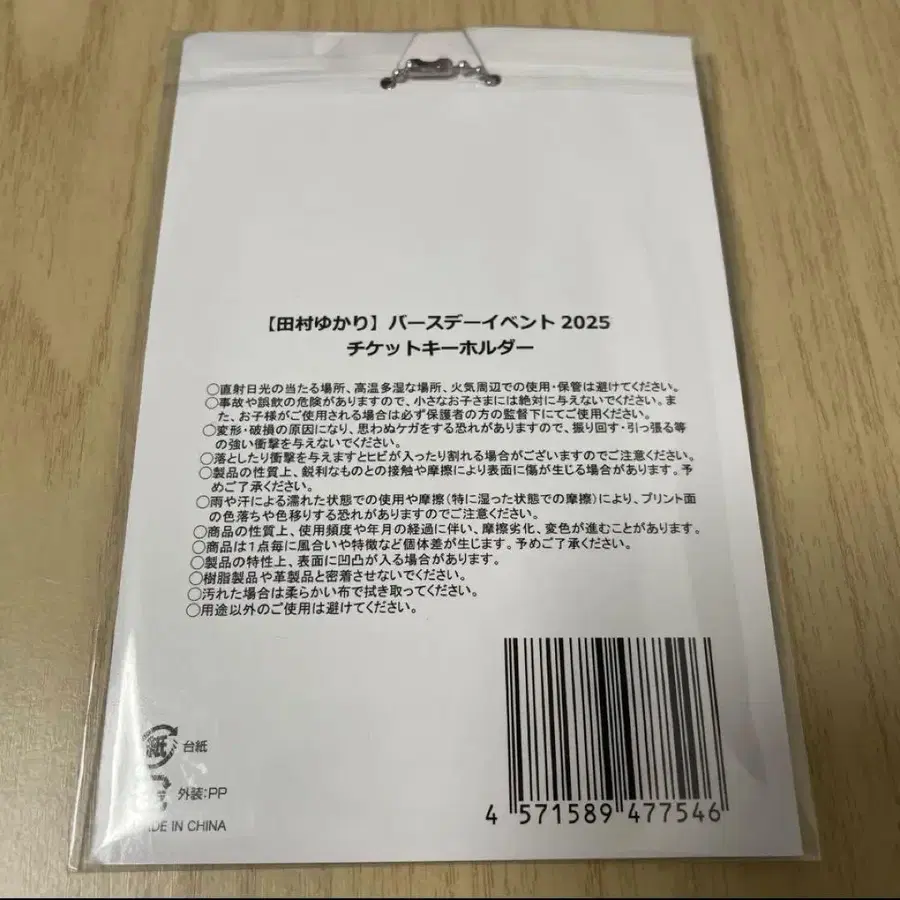 【田村ゆかり】バースデーイベント 2025
チケットキーホルダー
○直射日光の当たる場所、高温多湿な場所、火気周辺での使用・保管は避けてください。
○事故や誤飲の危険がありますので、小さなお子さまには絶対に与えないでください。ま
た、お子様がご使用される場合は必ず保護者の方の監督下にてご使用ください。
○変形・破損の原因になり、思わぬケガをする恐れがありますので、振り回す・引っ張る等
の強い衝撃を与えないでください。
○落としたり衝撃を与えますとヒビが入ったり割れる場合がございますのでご注意ください。
○製品の性質上、鋭利なものとの接触や摩擦により表面に傷が生じる場合があります。予
めご了承ください。
○雨や汗による濡れた状態での使用や摩擦(特に湿った状態での摩擦)により、プリント面
の色落ちや色移りする恐れがありますのでご注意ください。
○商品の性質上、使用頻度や年月の経過に伴い、摩擦劣化、変色が進むことがあります。
○商品は1点毎に風合いや特徴など個体差が生じます。予めご了承ください。
○製品の特性上、表面に凹凸が入る場合があります。
○樹脂製品や革製品と密着させないでください。
○汚れた場合は柔らかい布で拭き取ってください。
○用途以外のご使用は避けてください。
紙 台紙
外装:PP
MADE IN CHINA
4 571589 477546